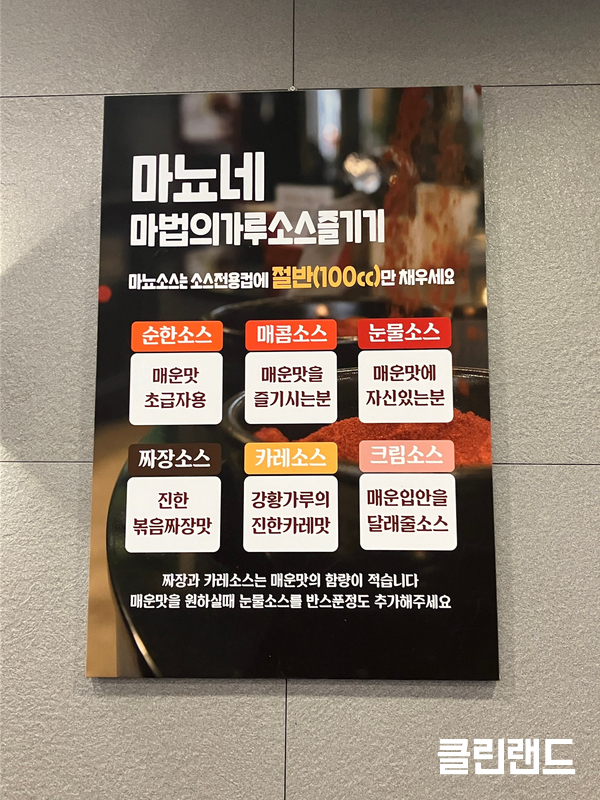 마뇨네
마법의가루소스즐기기
마뇨소스는 소스전용컵에 절반(100cc)만 채우세요
순한소스
매운맛
초급자용
매콤소스
매운맛을
즐기시는분
눈물소스
매운맛에
자신있는분
짜장소스
진한
볶음짜장맛
카레소스
강황가루의
진한카레맛
크림소스
매운입안을
달래줄소스
짜장과 카레소스는 매운맛의 함량이 적습니다
매운맛을 원하실때 눈물소스를 반스푼정도 추가해주세요
클린랜드